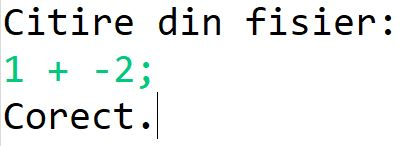 Citire din fisier:
1 + -2;
Corect.